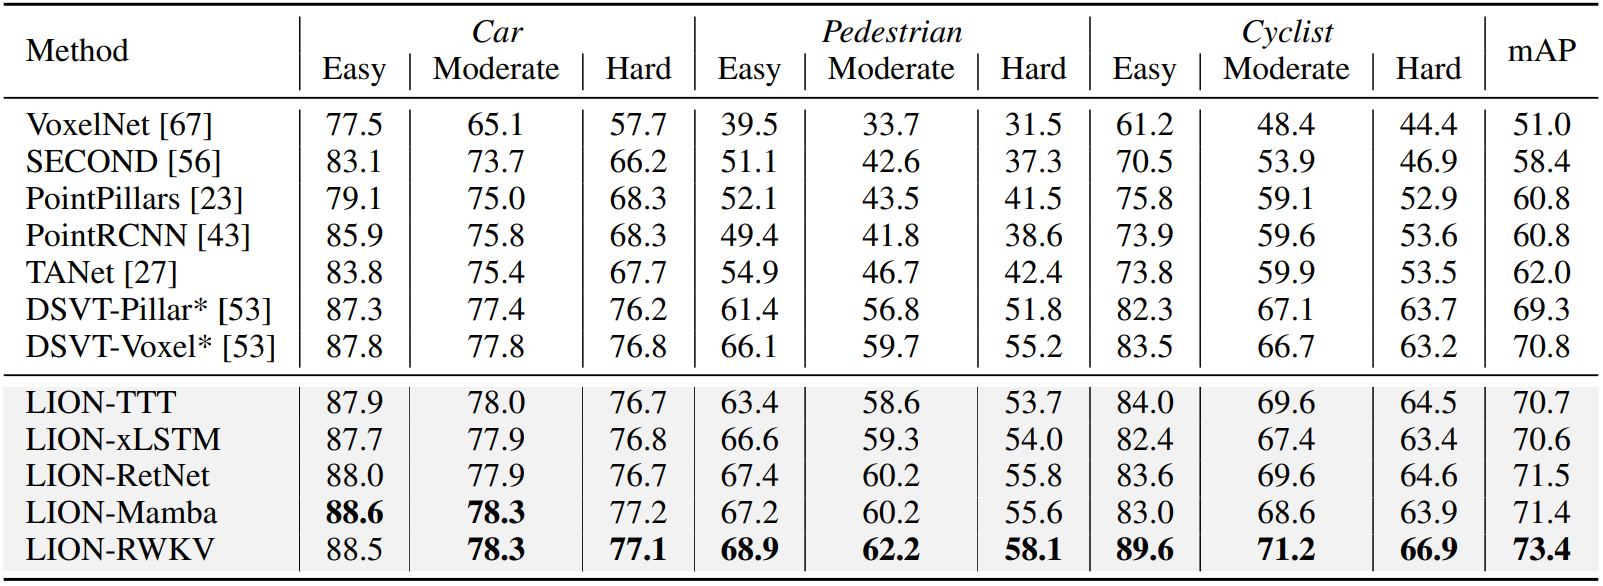 Method Car Pedestrian Cyclist mAP
Easy Moderate Hard Easy Moderate Hard Easy Moderate Hard
VoxelNet [67] 77.5 65.1 57.7 39.5 33.7 31.5 61.2 48.4 44.4 51.0
SECOND [56] 83.1 73.7 66.2 51.1 42.6 37.3 70.5 53.9 46.9 58.4
PointPillars [23] 79.1 75.0 68.3 52.1 43.5 41.5 75.8 59.1 52.9 60.8
PointRCNN [43] 85.9 75.8 68.3 49.4 41.8 38.6 73.9 59.6 53.6 60.8
TANet [27] 83.8 75.4 67.7 54.9 46.7 42.4 73.8 59.9 53.5 62.0
DSVT-Pillar* [53] 87.3 77.4 76.2 61.4 56.8 51.8 82.3 67.1 63.7 69.3
DSVT-Voxel* [53] 87.8 77.8 76.8 66.1 59.7 55.2 83.5 66.7 63.2 70.8
LION-TTT 87.9 78.0 76.7 63.4 58.6 53.7 84.0 69.6 64.5 70.7
LION-xLSTM 87.7 77.9 76.8 66.6 59.3 54.0 82.4 67.4 63.4 70.6
LION-RetNet 88.0 77.9 76.7 67.4 60.2 55.8 83.6 69.6 64.6 71.5
LION-Mamba 88.6 78.3 77.2 67.2 60.2 55.6 83.0 68.6 63.9 71.4
LION-RWKV 88.5 78.3 77.1 68.9 62.2 58.1 89.6 71.2 66.9 73.4